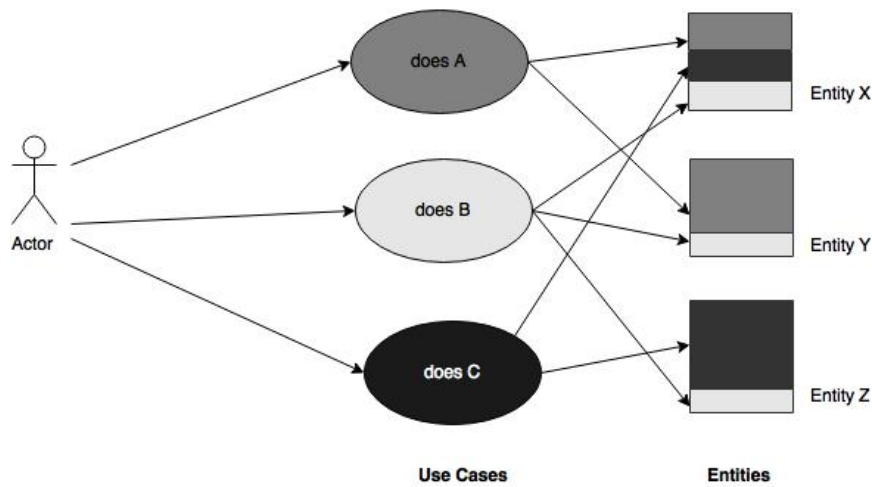 does A
Entity X
does B
Actor
Entity Y
does C
Entity Z
Use Cases
Entities